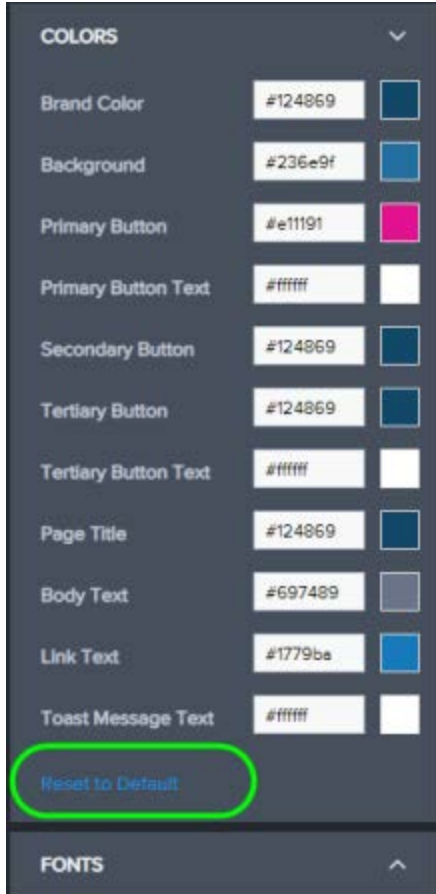 COLORS
Brand Color #124869
Background #236e9f
Primary Button #e11191
Primary Button Text #ffffff
Secondary Button #124869
Tertiary Button #124869
Tertiary Button Text #ffffff
Page Title #124869
Body Text #697489
Link Text #1779ba
Toast Message Text #ffffff
Reset to Default
FONTS